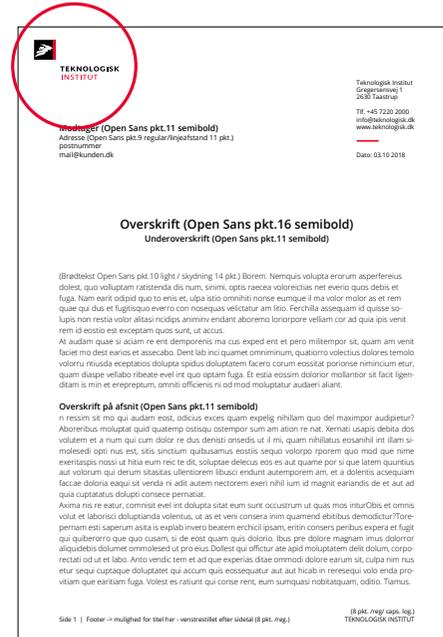 TEKNOLOGISK
INSTITUT
Teknologisk Institut
Gregersensvej 1
2630 Taastrup
Tlf. +45 7220 2000
info@teknologisk.dk
www.teknologisk.dk
Dato: 03.10 2018
Modtager (Open Sans pkt.11 semibold)
Adresse (Open Sans pkt.9 regular/linjeafstand 11 pkt.)
postnummer
mail@kunden.dk
Overskrift (Open Sans pkt.16 semibold)
Underoverskrift (Open Sans pkt.11 semibold)
(Brødtekst Open Sans pkt.10 light / skydning 14 pkt.) Borem. Nemquis volupta erorum asperfereius
dolest, quo voluptam ratistenda dis num, sinimi, optis raecea voloreictias net everio quos debis et
fuga. Nam earit odipid quo to enis et, ulpa istio omnihiti nonse eumque il ma volor molor as et rem
quae qui dus et fugitisquo everro con nosequas velicitatur am litio. Ferchilla assequam id quisse so-
lupis non restia volor alitasi ncidips animinv endant aboremo loriorpore velliam cor ad quia ipis venit
rem id eostio est exceptam quos sunt, ut accus.
At audam quae si aciam re ent demporenis ma cus exped ent et pero militempor sit, quam am venit
faciet mo dest earios et assecabo. Dent lab inci quamet omniminum, quatiorro volectius dolores temolo
volorru ntiusda eceptatios dolupta spidus doluptatem facero corum eossitat porionse nimincium etur,
quam diaspe vellabo ribeate evel int quo optam fuga. Et estia eossim dolorior mollantior sit facit ligen-
ditam is min et erepreptum, omniti officienis ni od mod moluptatur audaeri aliant.
Overskrift på afsnit (Open Sans pkt.11 semibold)
n ressim sit mo qui audam eost, odicius exces quam expelig nihillam quo del maximpor audipietur?
Aboreribus moluptat quid quatemp ostisqu ostempor sum am ation re nat. Xernati usapis debita dos
volutem et a num qui cum dolor re dus denisti onsedis ut il mi, quam nihillatus eosanihil int illam si-
molesedi opti nus est, sitis sinctium quibusamus eostiis sequo volorpo rporem quo mod que nime
exeritaspis nossi ut hitia eum reic te dit, soluptae delecus eos es aut quame por si que latem quuntius
aut volorum qui derum sitasitas ullentiorem libusci endunt autemporem am, et a dolentis acsequiam
faccae doloria eaqui sit venda ni adit autem nectorem exeri nihil ium id magnit eariandis de et aut ad
quia cuptatatus dolupti consece pernatiat.
Axima nis re eatur, comnisit evel int dolupta sitat eum sunt occustrum ut quas mos inturObis et omnis
volut et laborisci doluptianda volentus, ut as et veni consera inim quamend ebitibus demodicitur?Tore-
pernam esti saperum asita is explab invero beatem erchicil ipsam, eritin consers peribus expera et fugit
qui quiberorro que quo cusam, si de eost quam quis dolorio. Ibus pre dolore magnam imus dolorror
aliquidebis dolumet ommolesed ut pro eius.Dollest qui offictur ate apid moluptatem delit dolum, corpo-
rectati od ut et labo. Anto vendic tem et ad que experias ditae ommodi dolore earum sit, culpa nim nus
etur sequi cuptaque doluptatet qui accum quis eossequatur aut aut hicab in reresequi volo enda pro-
vitiam que earitiam fuga. Volest es ratiunt qui conse rent, eum sumquasi nobitatquam, oditio. Tiamus.
Side 1 | Footer -> mulighed for titel her - venstrestillet efter sidetal (8 pkt. /reg.)
(8 pkt. /reg/ caps. log.)
TEKNOLOGISK INSTITUT